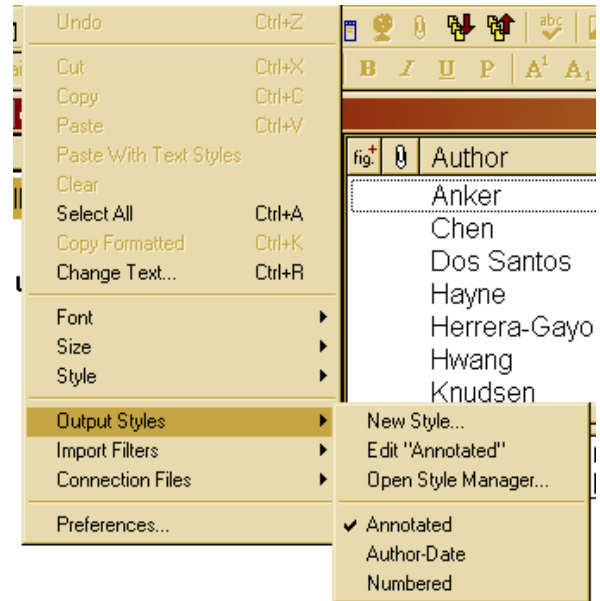 Undo Ctrl+Z
Cut Ctrl+X
Copy Ctrl+C
Paste Ctrl+V
Paste With Text Styles
Clear
Select All Ctrl+A
Copy Formatted Ctrl+K
Change Text... Ctrl+R
Font
Size
Style
Output Styles
Import Filters
Connection Files
Preferences...
New Style...
Edit "Annotated"
Open Style Manager...
Annotated
Author-Date
Numbered
abc
B I U P A1 A1
fig. Author
Anker
Chen
Dos Santos
Hayne
Herrera-Gayo
Hwang
Knudsen